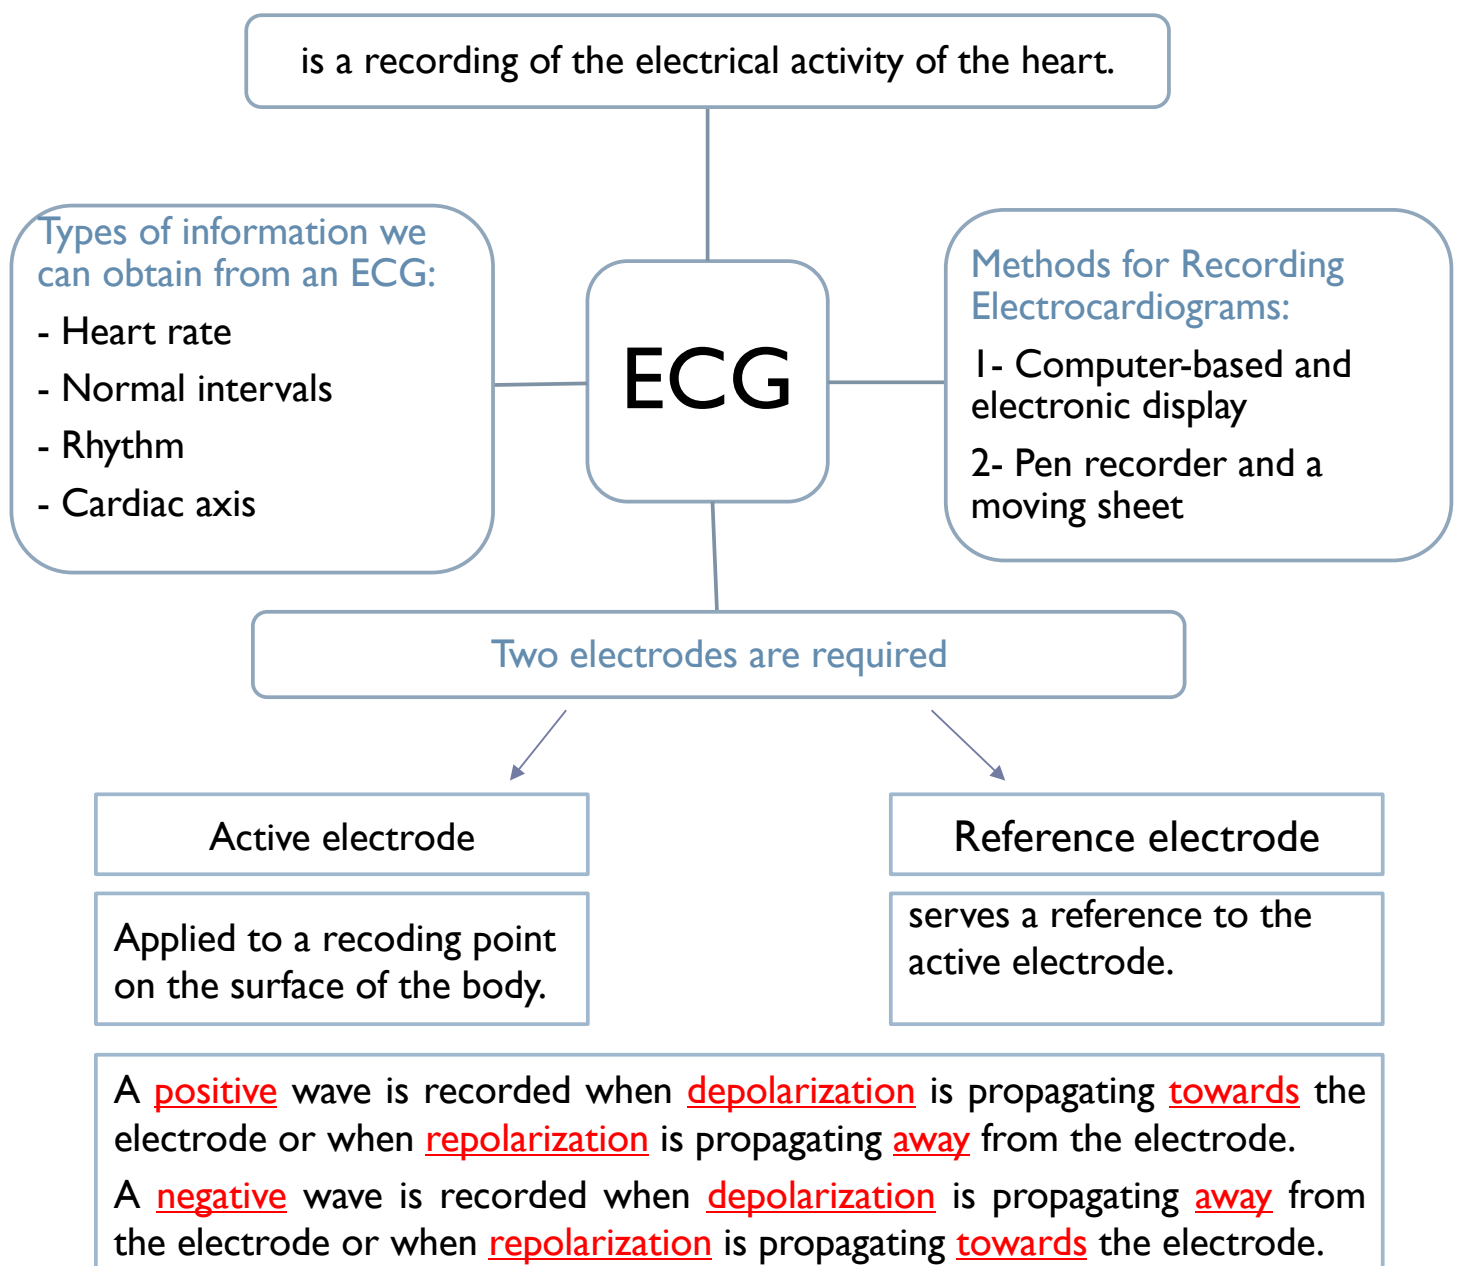 is a recording of the electrical activity of the heart.
Types of information we
can obtain from an ECG:
- Heart rate
- Normal intervals
- Rhythm
- Cardiac axis
ECG
Methods for Recording
Electrocardiograms:
1- Computer-based and
electronic display
2- Pen recorder and a
moving sheet
Two electrodes are required
Active electrode
Reference electrode
Applied to a recoding point
on the surface of the body.
serves a reference to the
active electrode.
A positive wave is recorded when depolarization is propagating towards the
electrode or when repolarization is propagating away from the electrode.
A negative wave is recorded when depolarization is propagating away from
the electrode or when repolarization is propagating towards the electrode.